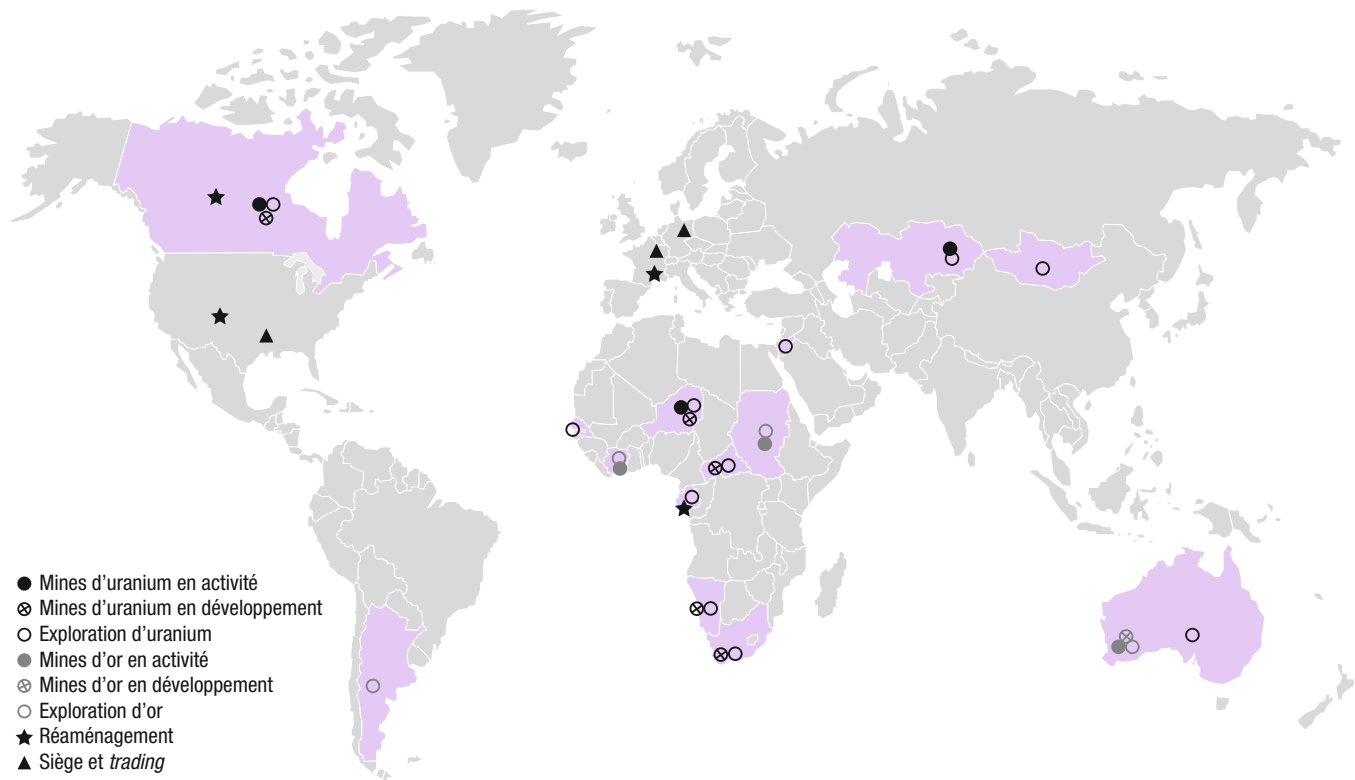 Mines d'uranium en activité
Mines d'uranium en développement
Exploration d'uranium
Mines d'or en activité
Mines d'or en développement
Exploration d'or
Réaménagement
Siège et trading